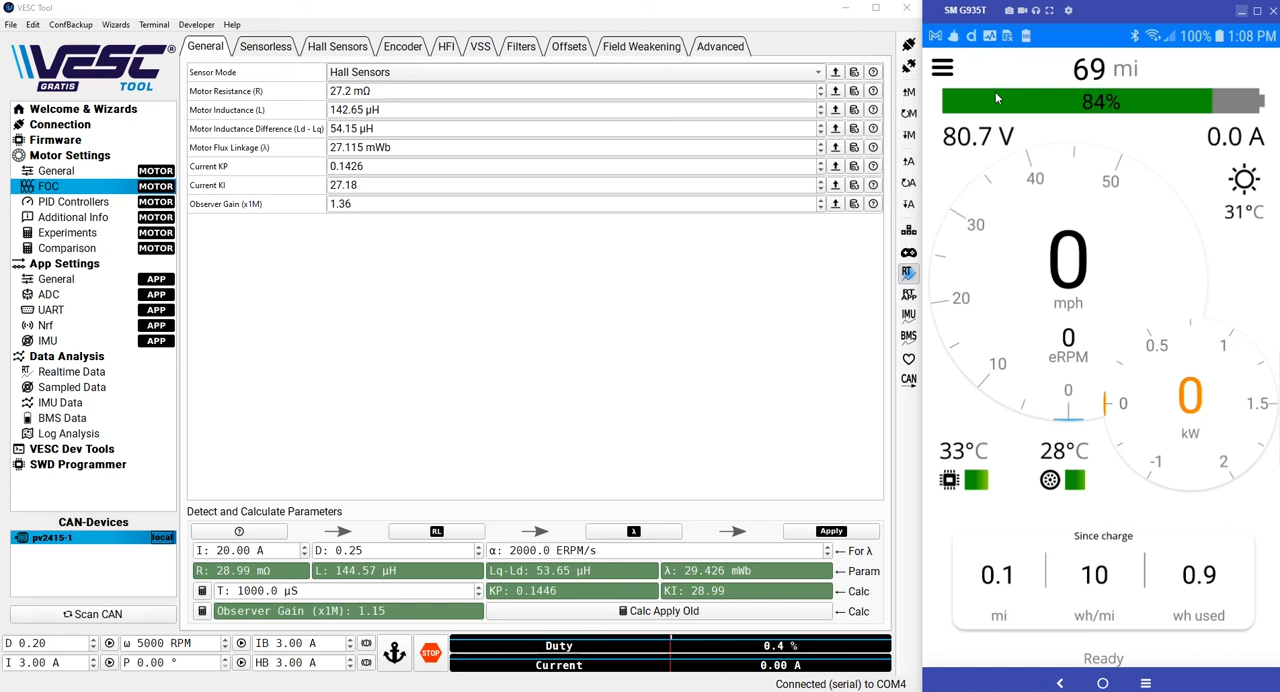 VESC Tool
File Edit ConfBackup Wizards Terminal Developer Help
VESC®
GRATIS TOOL
Welcome & Wizards
Connection
Firmware
Motor Settings
General MOTOR
FOC MOTOR
PID Controllers MOTOR
Additional Info MOTOR
Experiments MOTOR
Comparison MOTOR
App Settings
General APP
ADC APP
UART APP
Nrf APP
IMU APP
Data Analysis
RT Realtime Data
Sampled Data
IMU Data
BMS Data
Log Analysis
VESC Dev Tools
SWD Programmer
CAN-Devices
pv2415-1 local
Scan CAN
General Sensorless Hall Sensors Encoder HFI VSS Filters Offsets Field Weakening Advanced
Sensor Mode Hall Sensors
Motor Resistance (R) 27.2 mΩ
Motor Inductance (L) 142.65 µH
Motor Inductance Difference (Ld - Lq) 54.15 µH
Motor Flux Linkage (λ) 27.115 mWb
Current KP 0.1426
Current KI 27.18
Observer Gain (x1M) 1.36
Detect and Calculate Parameters
? RL λ Apply
I: 20.00 A D: 0.25 α: 2000.0 ERPM/s ←For λ
R: 28.99 mΩ L: 144.57 µH Lq-Ld: 53.65 µH λ: 29.426 mWb ←Param
T: 1000.0 µS KP: 0.1446 KI: 28.99 ←Calc
Observer Gain (x1M): 1.15 Calc Apply Old ←Calc
D 0.20 ω 5000 RPM IB 3.00 A
I 3.00 A P 0.00 ° HB 3.00 A
STOP
Duty 0.4 %
Current 0.00 A
Connected (serial) to COM4
M
M
M
A
A
A
RT
RT APP
IMU
BMS
CAN
SM G935T
100% 1:08 PM
69 mi
84%
80.7 V 0.0 A
31°C
10
20
30
40
50
0
mph
0
eRPM
0
0
0.5
1
1.5
2
-1
0
kW
33°C 28°C
Since charge
0.1 10 0.9
mi wh/mi wh used
Ready